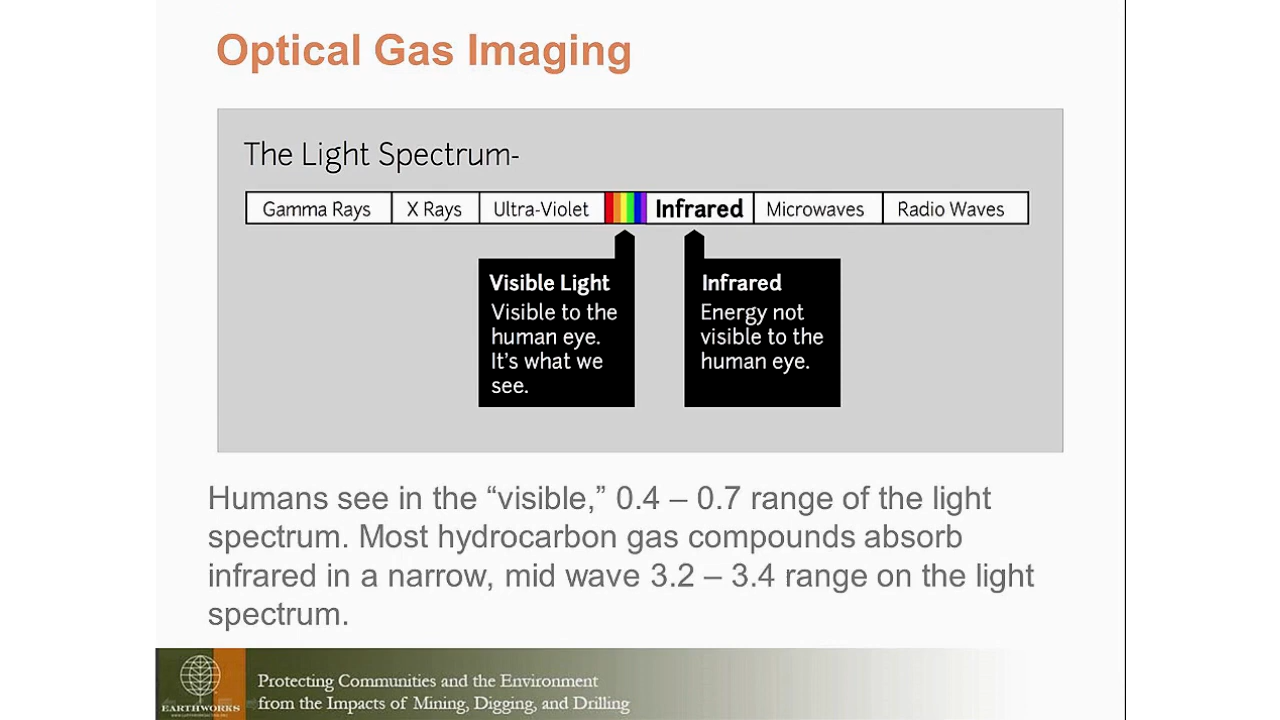 Optical Gas Imaging
The Light Spectrum-
Gamma Rays X Rays Ultra-Violet Infrared Microwaves Radio Waves
Visible Light
Visible to the
human eye.
It's what we
see.
Infrared
Energy not
visible to the
human eye.
Humans see in the “visible,” 0.4 – 0.7 range of the light
spectrum. Most hydrocarbon gas compounds absorb
infrared in a narrow, mid wave 3.2 – 3.4 range on the light
spectrum.
EARTHWORKS
Protecting Communities and the Environment
from the Impacts of Mining, Digging, and Drilling